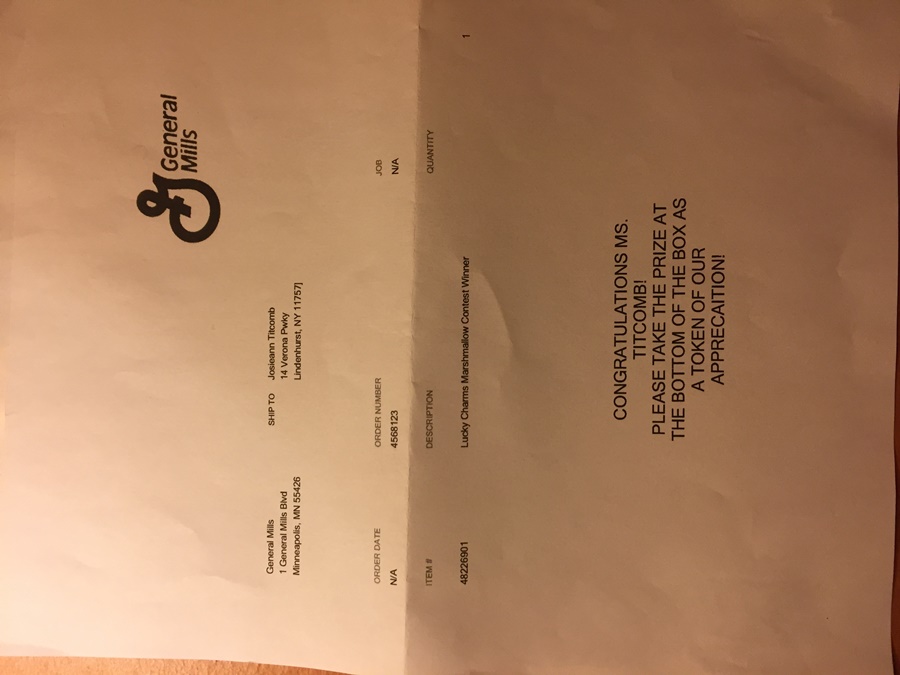 General
Mills
General Mills
1 General Mills Blvd
Minneapolis, MN 55426
SHIP TO
Josieann Titcomb
14 Verona Pwky
Lindenhurst, NY 11757]
ORDER DATE
ORDER NUMBER
JOB
N/A
4568123
N/A
ITEM #
DESCRIPTION
QUANTITY
48226901
Lucky Charms Marshmallow Contest Winner
1
CONGRATULATIONS MS.
TITCOMB!
PLEASE TAKE THE PRIZE AT
THE BOTTOM OF THE BOX AS
A TOKEN OF OUR
APPRECAITION!